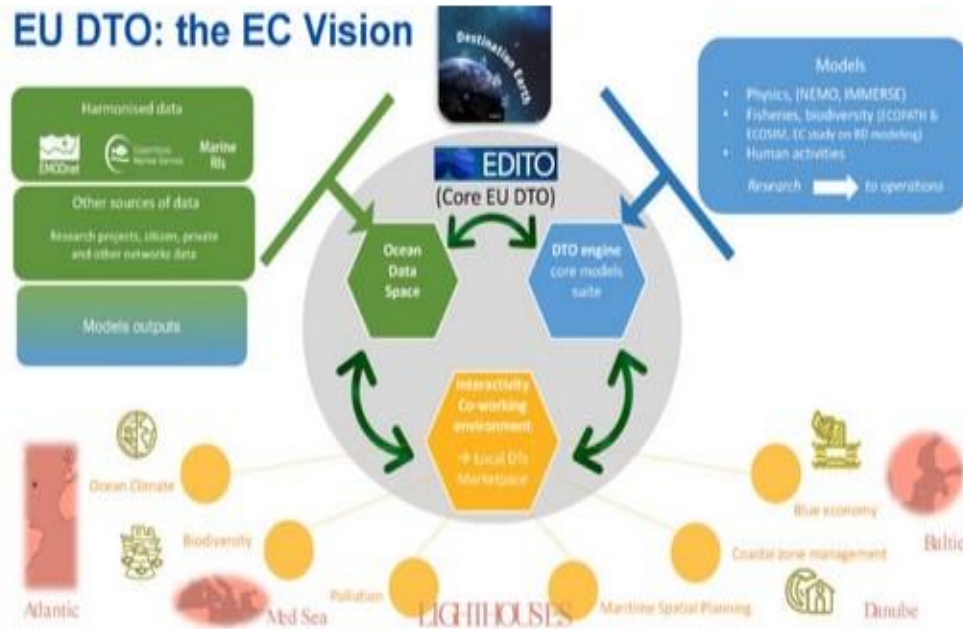 EU DTO: the EC Vision
Destination Earth
Harmonised data
EMODnet
Marine Service
Marine
RIs
Other sources of data
Research projects, citizen, private
and other networks data
Models outputs
Models
• Physics, (NEMO, IMMERSE)
• Fisheries, biodiversity (ECOPATH &
ECOSIM, EC study on BD modeling)
• Human activities
Research to operations
EDITO
(Core EU DTO)
Ocean
Data
Space
DTO engine
core models
suite
Interactivity
Co-working
environment
→ Local DTs
Marketpace
Ocean Climate
Biodiversity
Pollution
Maritime Spatial Planning
Coastal zone management
Blue economy
Atlantic
Med Sea
LIGHTHOUSES
Danube
Baltic